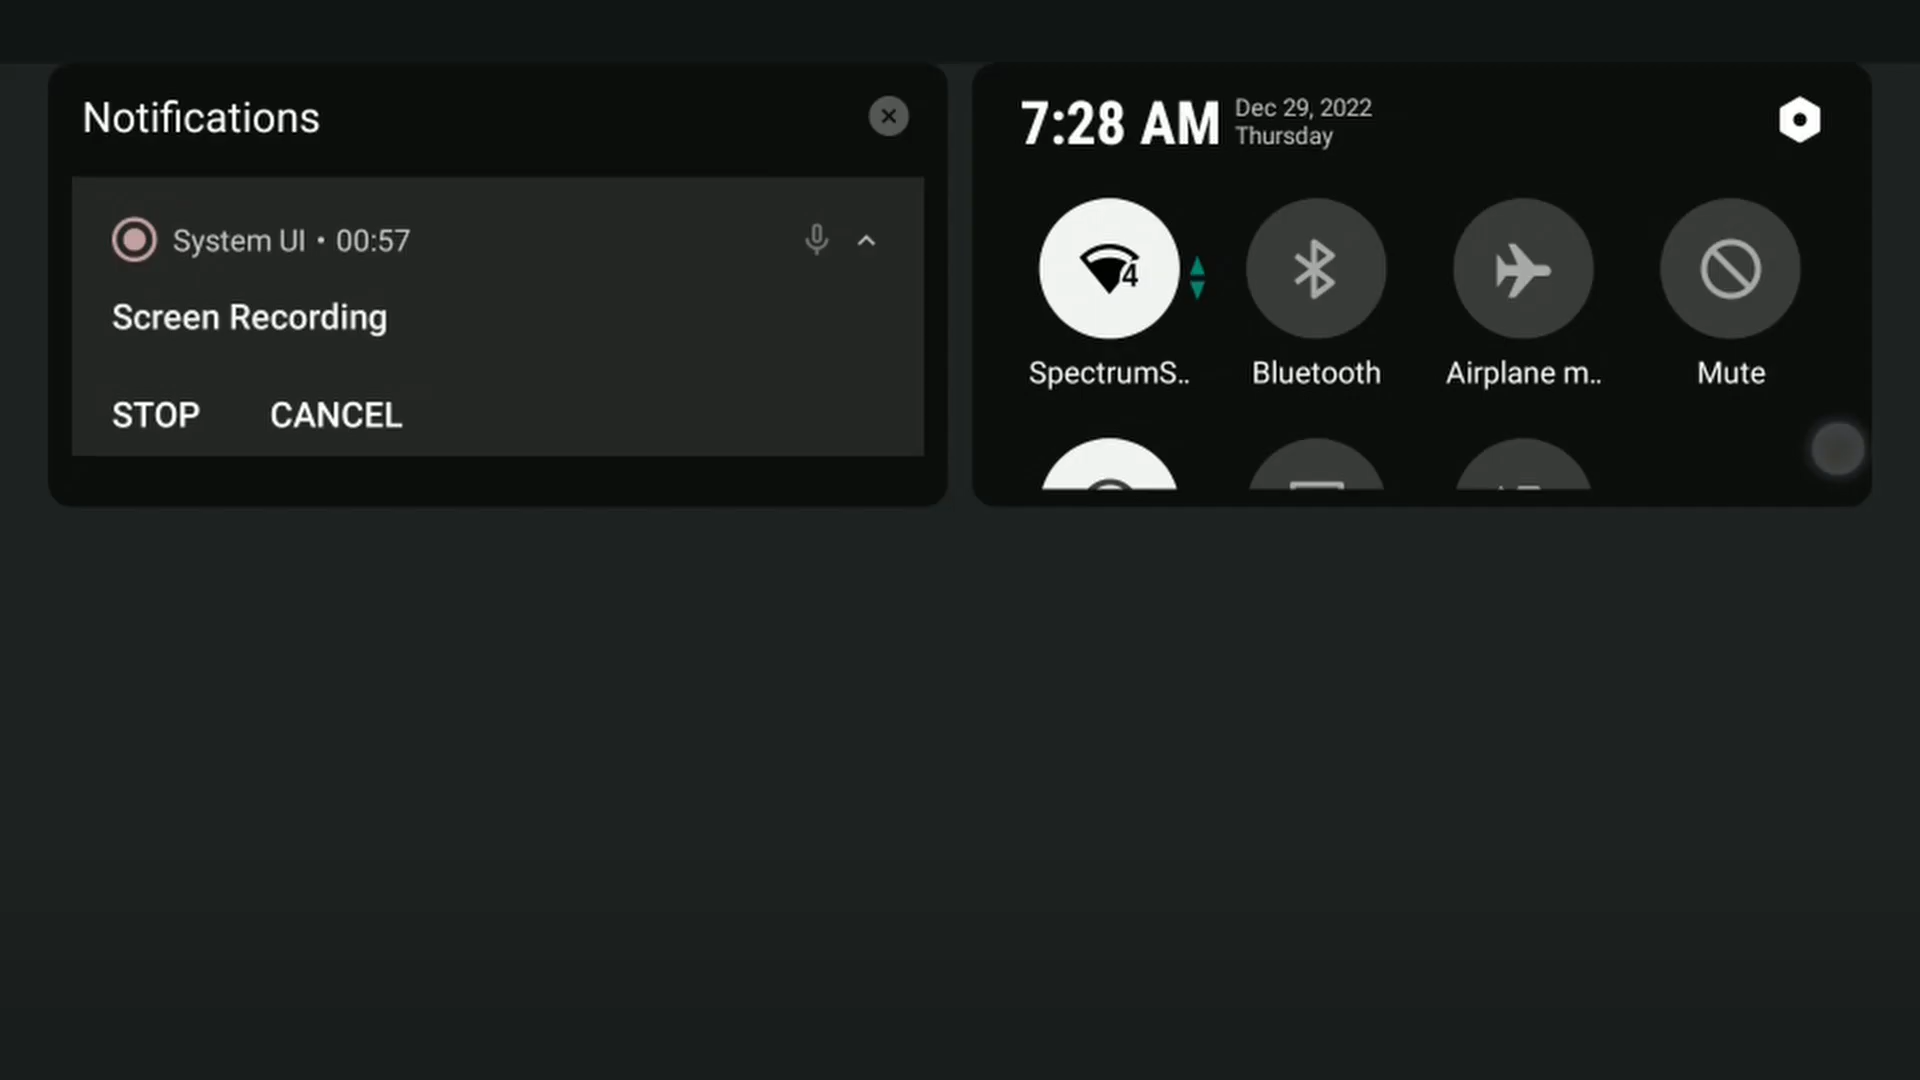 Notifications
System UI • 00:57
Screen Recording
STOP CANCEL
7:28 AM
Dec 29, 2022
Thursday
4
SpectrumS..
Bluetooth
Airplane m..
Mute